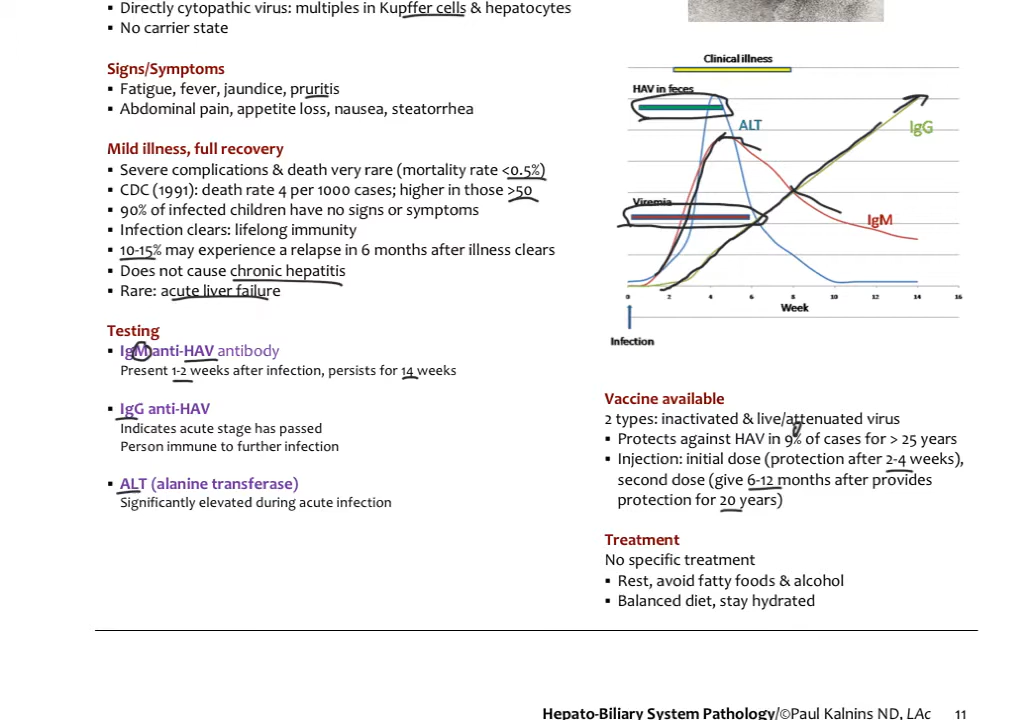 ▪ Directly cytopathic virus: multiples in Kupffer cells & hepatocytes
▪ No carrier state
Signs/Symptoms
▪ Fatigue, fever, jaundice, pruritis
▪ Abdominal pain, appetite loss, nausea, steatorrhea
Mild illness, full recovery
▪ Severe complications & death very rare (mortality rate <0.5%)
▪ CDC (1991): death rate 4 per 1000 cases; higher in those >50
▪ 90% of infected children have no signs or symptoms
▪ Infection clears: lifelong immunity
▪ 10-15% may experience a relapse in 6 months after illness clears
▪ Does not cause chronic hepatitis
▪ Rare: acute liver failure
Testing
▪ IgM anti-HAV antibody
Present 1-2 weeks after infection, persists for 14 weeks
▪ IgG anti-HAV
Indicates acute stage has passed
Person immune to further infection
▪ ALT (alanine transferase)
Significantly elevated during acute infection
Clinical illness
HAV in feces
ALT
IgG
Viremia
IgM
0 2 4 6 8 10 12 14 16
Week
Infection
Vaccine available
2 types: inactivated & live/attenuated virus
▪ Protects against HAV in 9% of cases for > 25 years
▪ Injection: initial dose (protection after 2-4 weeks),
second dose (give 6-12 months after provides
protection for 20 years)
Treatment
No specific treatment
▪ Rest, avoid fatty foods & alcohol
▪ Balanced diet, stay hydrated
Hepato-Biliary System Pathology/©Paul Kalnins ND, LAc 11